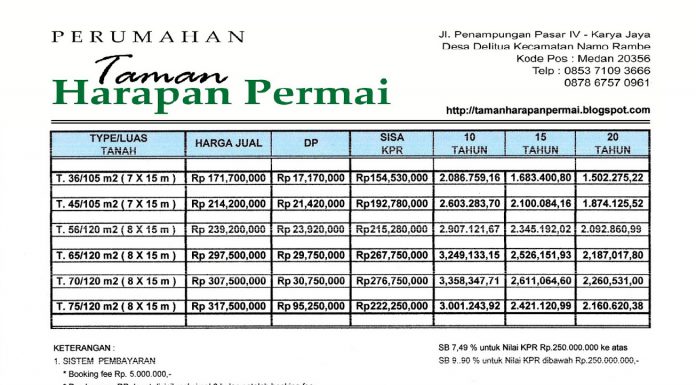 PERUMAHAN
Taman
Harapan Permai
Jl. Penampungan Pasar IV - Karya Jaya
Desa Delitua Kecamatan Namo Rambe
Kode Pos : Medan 20356
Telp : 0853 7109 3666
0878 6757 0961
http://tamanharapanpermai.blogspot.com
TYPE/LUAS TANAH HARGA JUAL DP SISA KPR 10 TAHUN 15 TAHUN 20 TAHUN
T. 36/105 m2 ( 7 X 15 m ) Rp 171,700,000 Rp 17,170,000 Rp154,530,000 2.086.759,16 1.683.400,80 1.502.275,22
T. 45/105 m2 ( 7 X 15 m ) Rp 214,200,000 Rp 21,420,000 Rp192,780,000 2.603.283,70 2.100.084,16 1.874.125,52
T. 56/120 m2 ( 8 X 15 m ) Rp 239,200,000 Rp 23,920,000 Rp215,280,000 2.907.121,67 2.345.192,02 2.092.860,99
T. 65/120 m2 ( 8 X 15 m ) Rp 297,500,000 Rp 29,750,000 Rp267,750,000 3,249,133,15 2,526,151,93 2,187,017,80
T. 70/120 m2 ( 8 X 15 m ) Rp 307,500,000 Rp 30,750,000 Rp276,750,000 3,358,347,71 2,611,064,60 2,260,531,00
T. 75/120 m2 ( 8 X 15 m ) Rp 317,500,000 Rp 95,250,000 Rp222,250,000 3.001.243,92 2.421.120,99 2.160.620,38
KETERANGAN :
1. SISTEM PEMBAYARAN
* Booking fee Rp. 5.000.000,-
SB 7,49 % untuk Nilai KPR Rp.250.000.000 ke atas
SB 9..90 % untuk Nilai KPR dibawah Rp.250.000.000,-